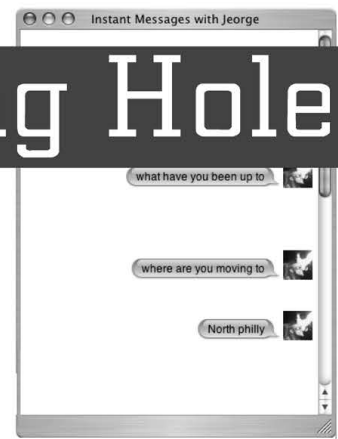 Instant Messages with Jeorge
g Hole
what have you been up to
where are you moving to
North philly